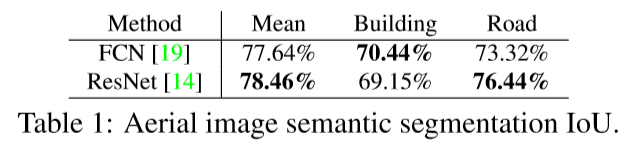 Method Mean Building Road
FCN [19] 77.64% 70.44% 73.32%
ResNet [14] 78.46% 69.15% 76.44%
Table 1: Aerial image semantic segmentation IoU.